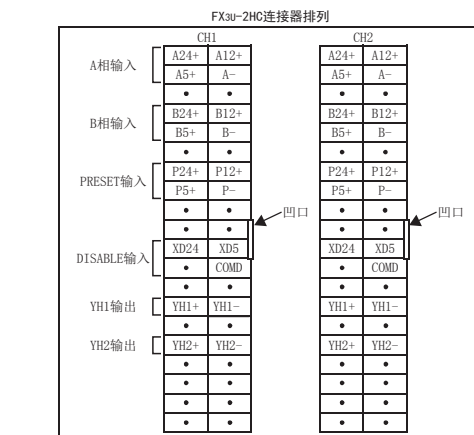 FX3U-2HC连接器排列
CH1 CH2
A24+ A12+ A24+ A12+
A相输入
A5+ A- A5+ A-
• • • •
B24+ B12+ B24+ B12+
B相输入
B5+ B- B5+ B-
• • • •
P24+ P12+ P24+ P12+
PRESET输入
P5+ P- P5+ P-
• • • •
凹口 凹口
• • • •
XD24 XD5 XD24 XD5
DISABLE输入
• COMD • COMD
• • • •
YH1输出 YH1+ YH1- YH1+ YH1-
• • • •
YH2输出 YH2+ YH2- YH2+ YH2-
• • • •
• • • •
• • • •
• • • •